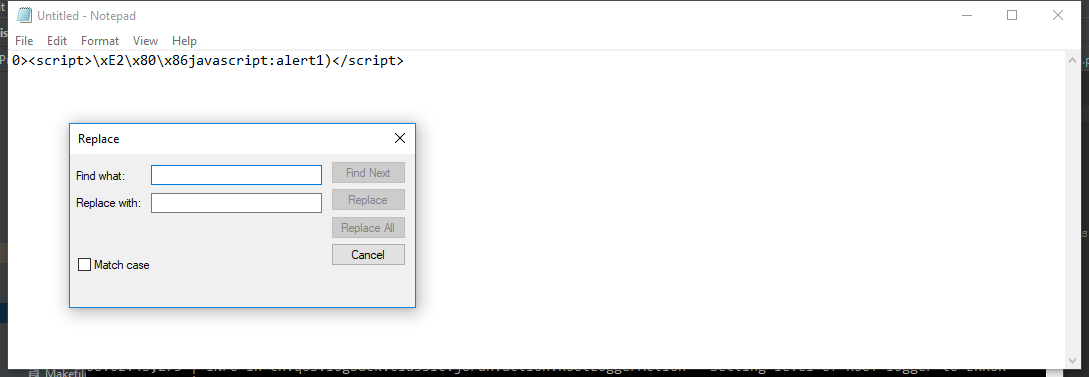 Untitled - Notepad
File Edit Format View Help
0><script>\xE2\x80\x86javascript:alert1)</script>
Replace
Find what:
Find Next
Replace with:
Replace
Replace All
Cancel
Match case